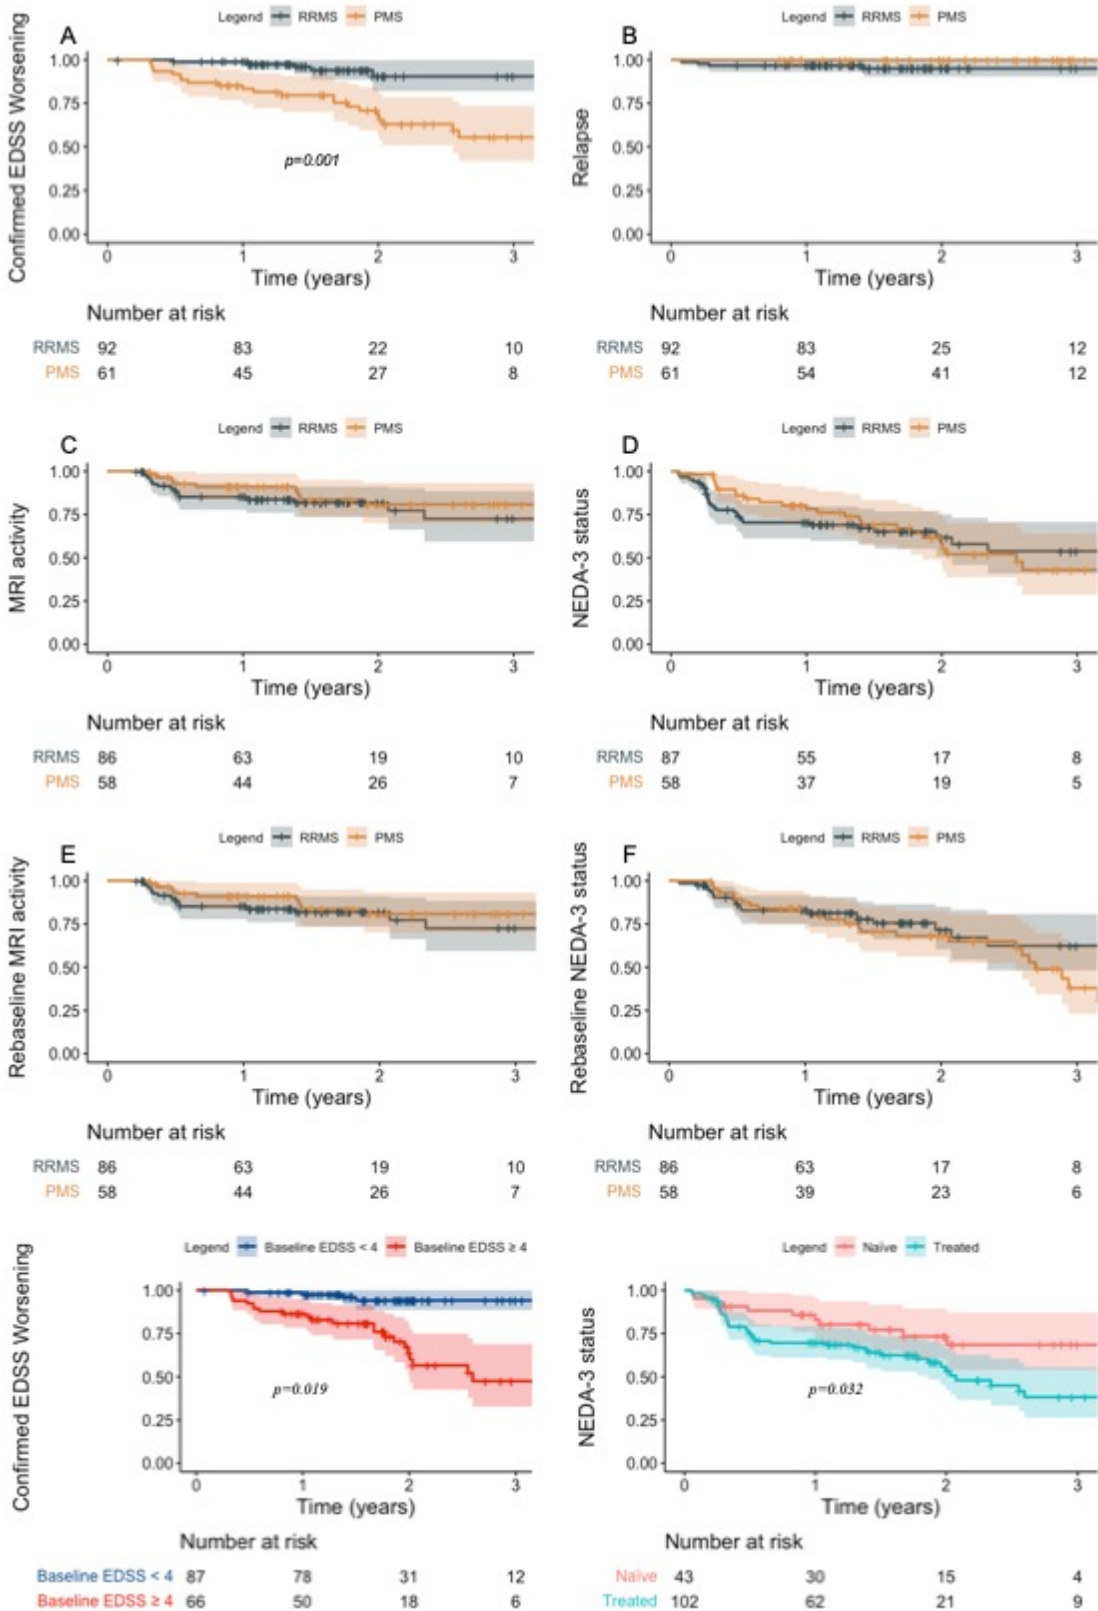 Legend RRMS PMS
A
Confirmed EDSS Worsening
1.00
0.75
0.50
0.25
0.00
p=0.001
0 1 2 3
Time (years)
Number at risk
RRMS 92 83 22 10
PMS 61 45 27 8
Legend RRMS PMS
B
Relapse
1.00
0.75
0.50
0.25
0.00
0 1 2 3
Time (years)
Number at risk
RRMS 92 83 25 12
PMS 61 54 41 12
Legend RRMS PMS
C
MRI activity
1.00
0.75
0.50
0.25
0.00
0 1 2 3
Time (years)
Number at risk
RRMS 86 63 19 10
PMS 58 44 26 7
Legend RRMS PMS
D
NEDA-3 status
1.00
0.75
0.50
0.25
0.00
0 1 2 3
Time (years)
Number at risk
RRMS 87 55 17 8
PMS 58 37 19 5
Legend RRMS PMS
E
Rebaseline MRI activity
1.00
0.75
0.50
0.25
0.00
0 1 2 3
Time (years)
Number at risk
RRMS 86 63 19 10
PMS 58 44 26 7
Legend RRMS PMS
F
Rebaseline NEDA-3 status
1.00
0.75
0.50
0.25
0.00
0 1 2 3
Time (years)
Number at risk
RRMS 86 63 17 8
PMS 58 39 23 6
Legend Baseline EDSS < 4 Baseline EDSS ≥ 4
Confirmed EDSS Worsening
1.00
0.75
0.50
0.25
0.00
p=0.019
0 1 2 3
Time (years)
Number at risk
Baseline EDSS < 4 87 78 31 12
Baseline EDSS ≥ 4 66 50 18 6
Legend Naïve Treated
NEDA-3 status
1.00
0.75
0.50
0.25
0.00
p=0.032
0 1 2 3
Time (years)
Number at risk
Naïve 43 30 15 4
Treated 102 62 21 9